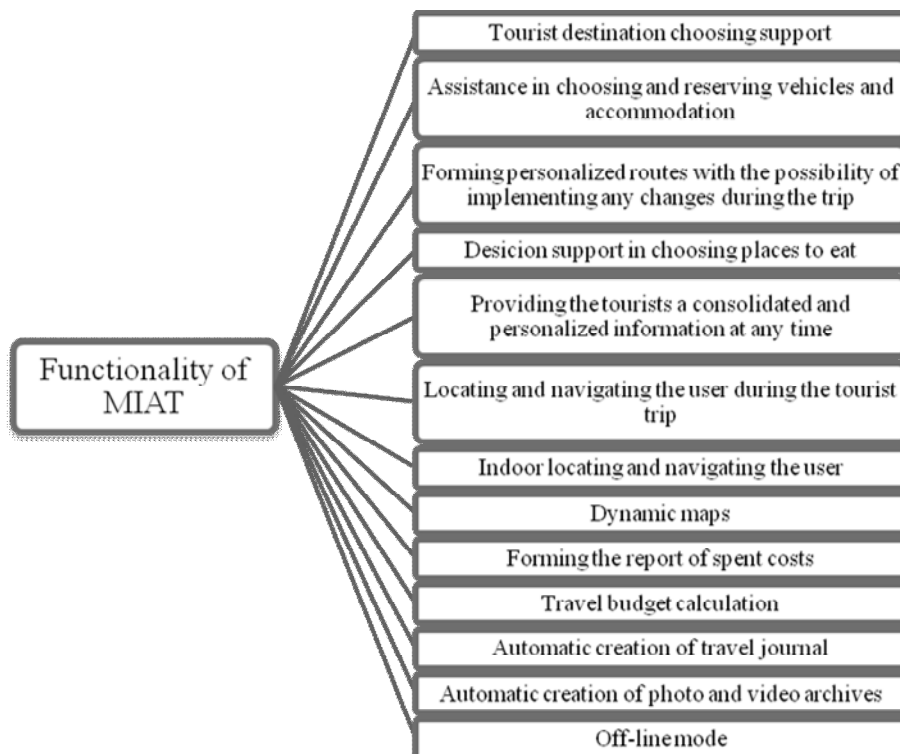 Tourist destination choosing support
Assistance in choosing and reserving vehicles and
accommodation
Forming personalized routes with the possibility of
implementing any changes during the trip
Desicion support in choosing places to eat
Providing the tourists a consolidated and
personalized information at any time
Functionality of
MIAT
Locating and navigating the user during the tourist
trip
Indoor locating and navigating the user
Dynamic maps
Forming the report of spent costs
Travel budget calculation
Automatic creation of travel journal
Automatic creation of photo and video archives
Off-line mode